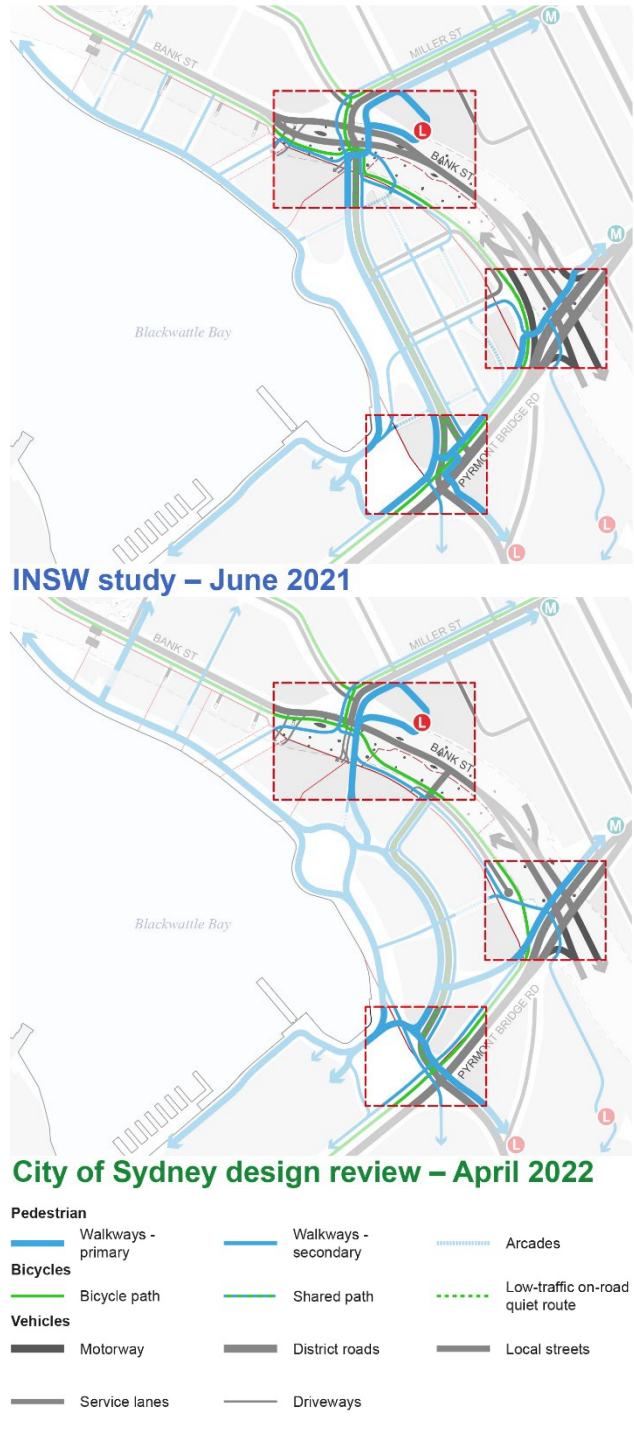 M
BANK ST
MILLER ST
L
BANK ST
M
Blackwattle Bay
PYRMONT BRIDGE RD
L
L
INSW study – June 2021
M
BANK ST
MILLER ST
L
BANK ST
M
Blackwattle Bay
PYRMONT BRIDGE RD
L
L
City of Sydney design review – April 2022
Pedestrian
Walkways - primary
Walkways - secondary
Arcades
Bicycles
Bicycle path
Shared path
Low-traffic on-road quiet route
Vehicles
Motorway
District roads
Local streets
Service lanes
Driveways